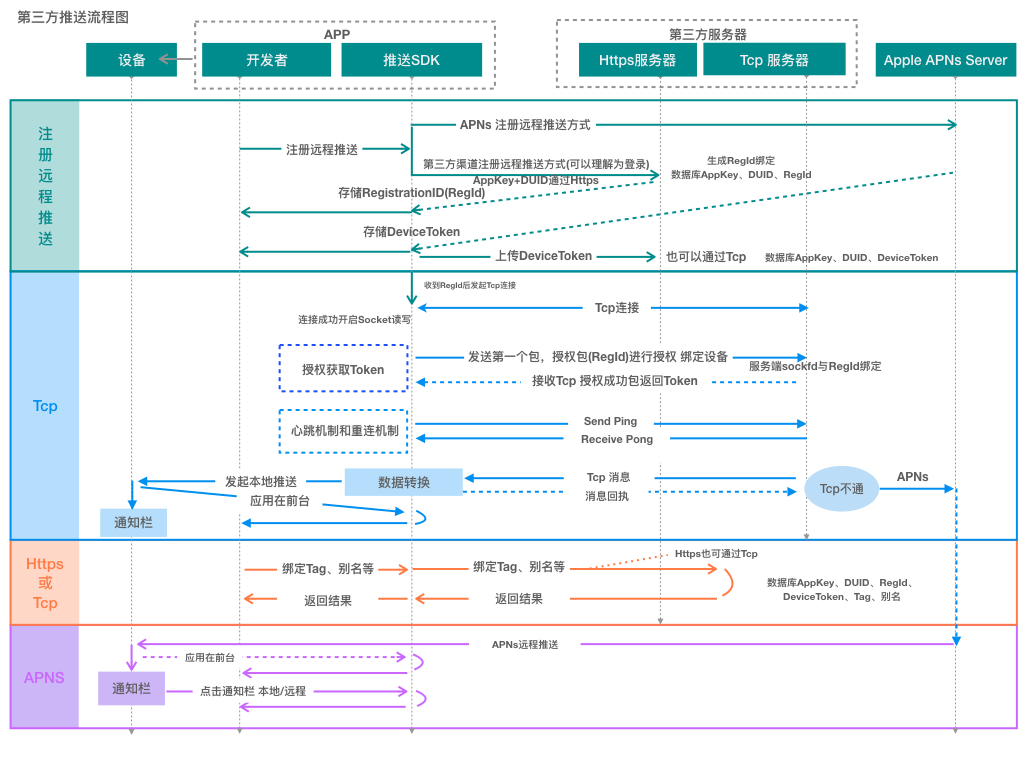 第三方推送流程图
APP
第三方服务器
设备
开发者
推送SDK
Https服务器
Tcp 服务器
Apple APNs Server
注册远程推送
APNs 注册远程推送方式
注册远程推送
第三方渠道注册远程推送方式(可以理解为登录)
AppKey+DUID通过Https
生成RegId绑定
数据库AppKey、DUID、RegId
存储RegistrationID(RegId)
存储DeviceToken
上传DeviceToken
也可以通过Tcp
数据库AppKey、DUID、DeviceToken
Tcp
收到RegId后发起Tcp连接
Tcp连接
连接成功开启Socket读写
授权获取Token
发送第一个包，授权包(RegId)进行授权 绑定设备
服务端sockfd与RegId绑定
接收Tcp 授权成功包返回Token
心跳机制和重连机制
Send Ping
Receive Pong
发起本地推送
数据转换
Tcp 消息
消息回执
Tcp不通
APNs
应用在前台
通知栏
Https
或
Tcp
绑定Tag、别名等
绑定Tag、别名等
Https也可通过Tcp
返回结果
返回结果
数据库AppKey、DUID、RegId、
DeviceToken、Tag、别名
APNS
APNs远程推送
应用在前台
通知栏
点击通知栏 本地/远程